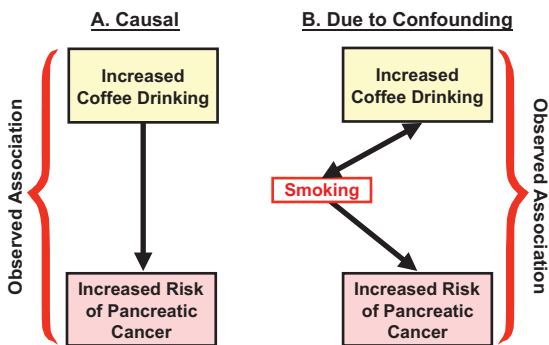 A. Causal
Increased
Coffee Drinking
Observed Association
Increased Risk
of Pancreatic
Cancer
B. Due to Confounding
Increased
Coffee Drinking
Smoking
Observed Association
Increased Risk
of Pancreatic
Cancer